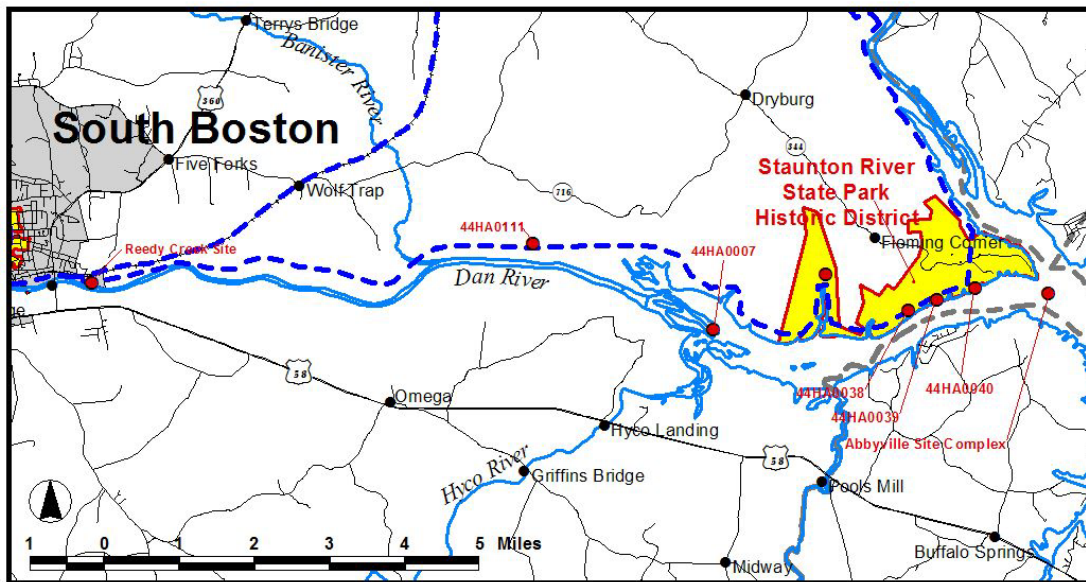 Terrys Bridge
Banister River
360
South Boston
Five Forks
Wolf Trap
Dryburg
344
716
Staunton River
State Park
Historic District
Fleming Corner
Reedy Creek Site
44HA0111
44HA0007
Dan River
58
44HA0038
44HA0039
44HA0040
Abbyville Site Complex
Omega
Hyco Landing
58
Hyco River
Griffins Bridge
Pools Mill
Buffalo Springs
Midway
1 0 1 2 3 4 5 Miles